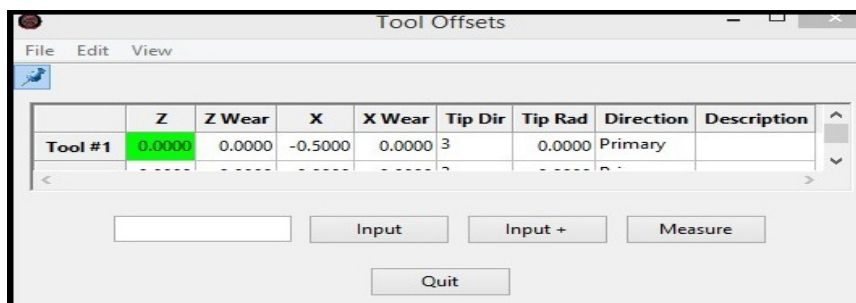 Tool Offsets
File Edit View
Z Z Wear X X Wear Tip Dir Tip Rad Direction Description
Tool #1 0.0000 0.0000 -0.5000 0.0000 3 0.0000 Primary
Input Input + Measure
Quit